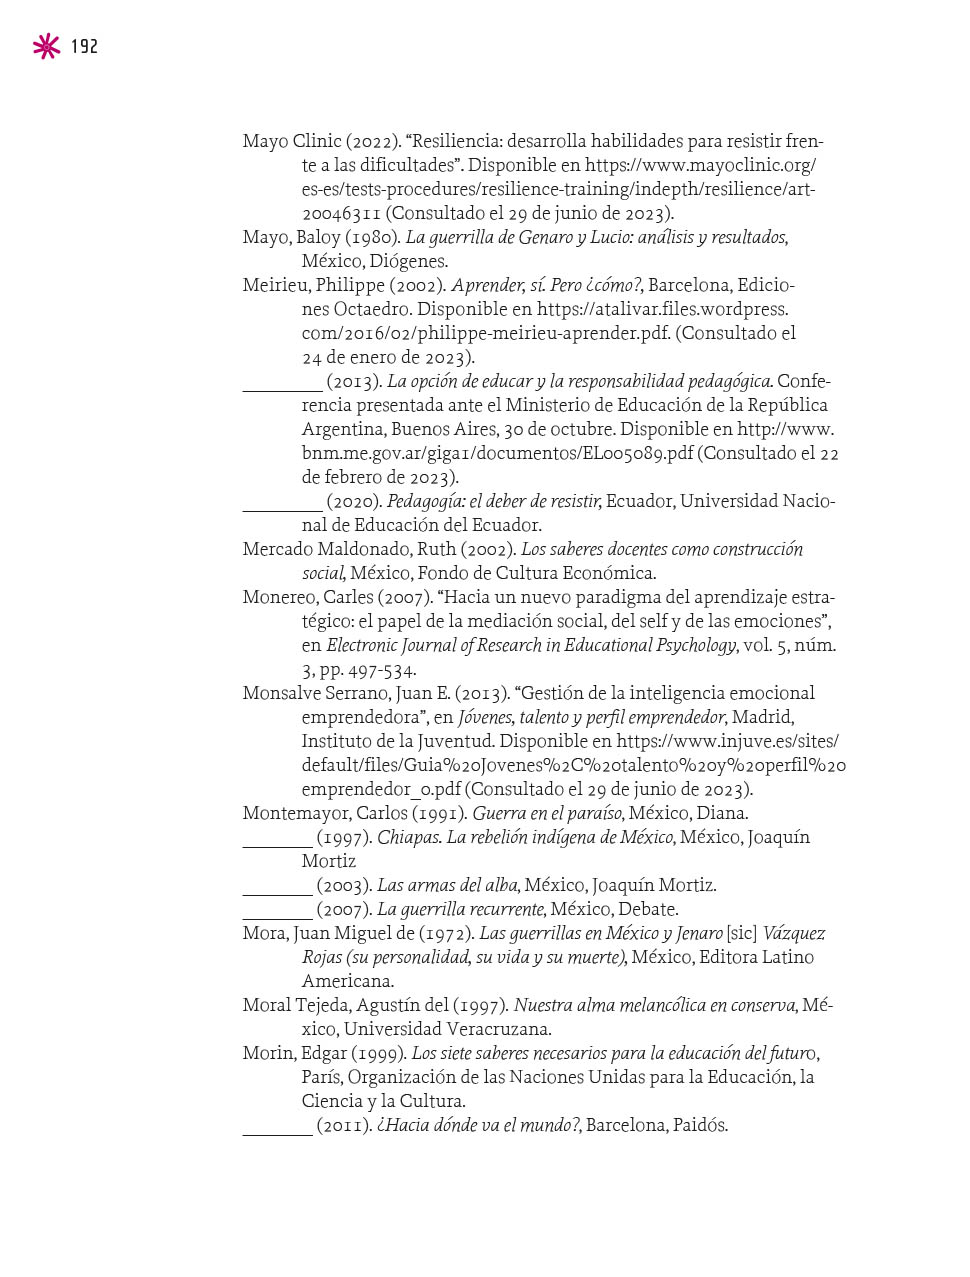 192
Mayo Clinic (2022). “Resiliencia: desarrolla habilidades para resistir fren-
te a las dificultades”. Disponible en https://www.mayoclinic.org/
es-es/tests-procedures/resilience-training/indepth/resilience/art-
20046311 (Consultado el 29 de junio de 2023).
Mayo, Baloy (1980). La guerrilla de Genaro y Lucio: análisis y resultados,
México, Diógenes.
Meirieu, Philippe (2002). Aprender, sí. Pero ¿cómo?, Barcelona, Edicio-
nes Octaedro. Disponible en https://atalivar.files.wordpress.
com/2016/02/philippe-meirieu-aprender.pdf. (Consultado el
24 de enero de 2023).
________ (2013). La opción de educar y la responsabilidad pedagógica. Confe-
rencia presentada ante el Ministerio de Educación de la República
Argentina, Buenos Aires, 30 de octubre. Disponible en http://www.
bnm.me.gov.ar/giga1/documentos/EL005089.pdf (Consultado el 22
de febrero de 2023).
________ (2020). Pedagogía: el deber de resistir, Ecuador, Universidad Nacio-
nal de Educación del Ecuador.
Mercado Maldonado, Ruth (2002). Los saberes docentes como construcción
social, México, Fondo de Cultura Económica.
Monereo, Carles (2007). “Hacia un nuevo paradigma del aprendizaje estra-
tégico: el papel de la mediación social, del self y de las emociones”,
en Electronic Journal of Research in Educational Psychology, vol. 5, núm.
3, pp. 497-534.
Monsalve Serrano, Juan E. (2013). “Gestión de la inteligencia emocional
emprendedora”, en Jóvenes, talento y perfil emprendedor, Madrid,
Instituto de la Juventud. Disponible en https://www.injuve.es/sites/
default/files/Guia%20Jovenes%2C%20talento%20y%20perfil%20
emprendedor_0.pdf (Consultado el 29 de junio de 2023).
Montemayor, Carlos (1991). Guerra en el paraíso, México, Diana.
_______ (1997). Chiapas. La rebelión indígena de México, México, Joaquín
Mortiz
_______ (2003). Las armas del alba, México, Joaquín Mortiz.
_______ (2007). La guerrilla recurrente, México, Debate.
Mora, Juan Miguel de (1972). Las guerrillas en México y Jenaro [sic] Vázquez
Rojas (su personalidad, su vida y su muerte), México, Editora Latino
Americana.
Moral Tejeda, Agustín del (1997). Nuestra alma melancólica en conserva, Mé-
xico, Universidad Veracruzana.
Morin, Edgar (1999). Los siete saberes necesarios para la educación del futuro,
París, Organización de las Naciones Unidas para la Educación, la
Ciencia y la Cultura.
_______ (2011). ¿Hacia dónde va el mundo?, Barcelona, Paidós.